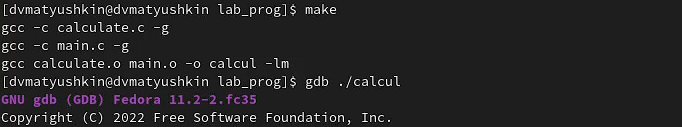 [dvmatyushkin@dvmatyushkin lab_prog]$ make
gcc -c calculate.c -g
gcc -c main.c -g
gcc calculate.o main.o -o calcul -lm
[dvmatyushkin@dvmatyushkin lab_prog]$ gdb ./calcul
GNU gdb (GDB) Fedora 11.2-2.fc35
Copyright (C) 2022 Free Software Foundation, Inc.